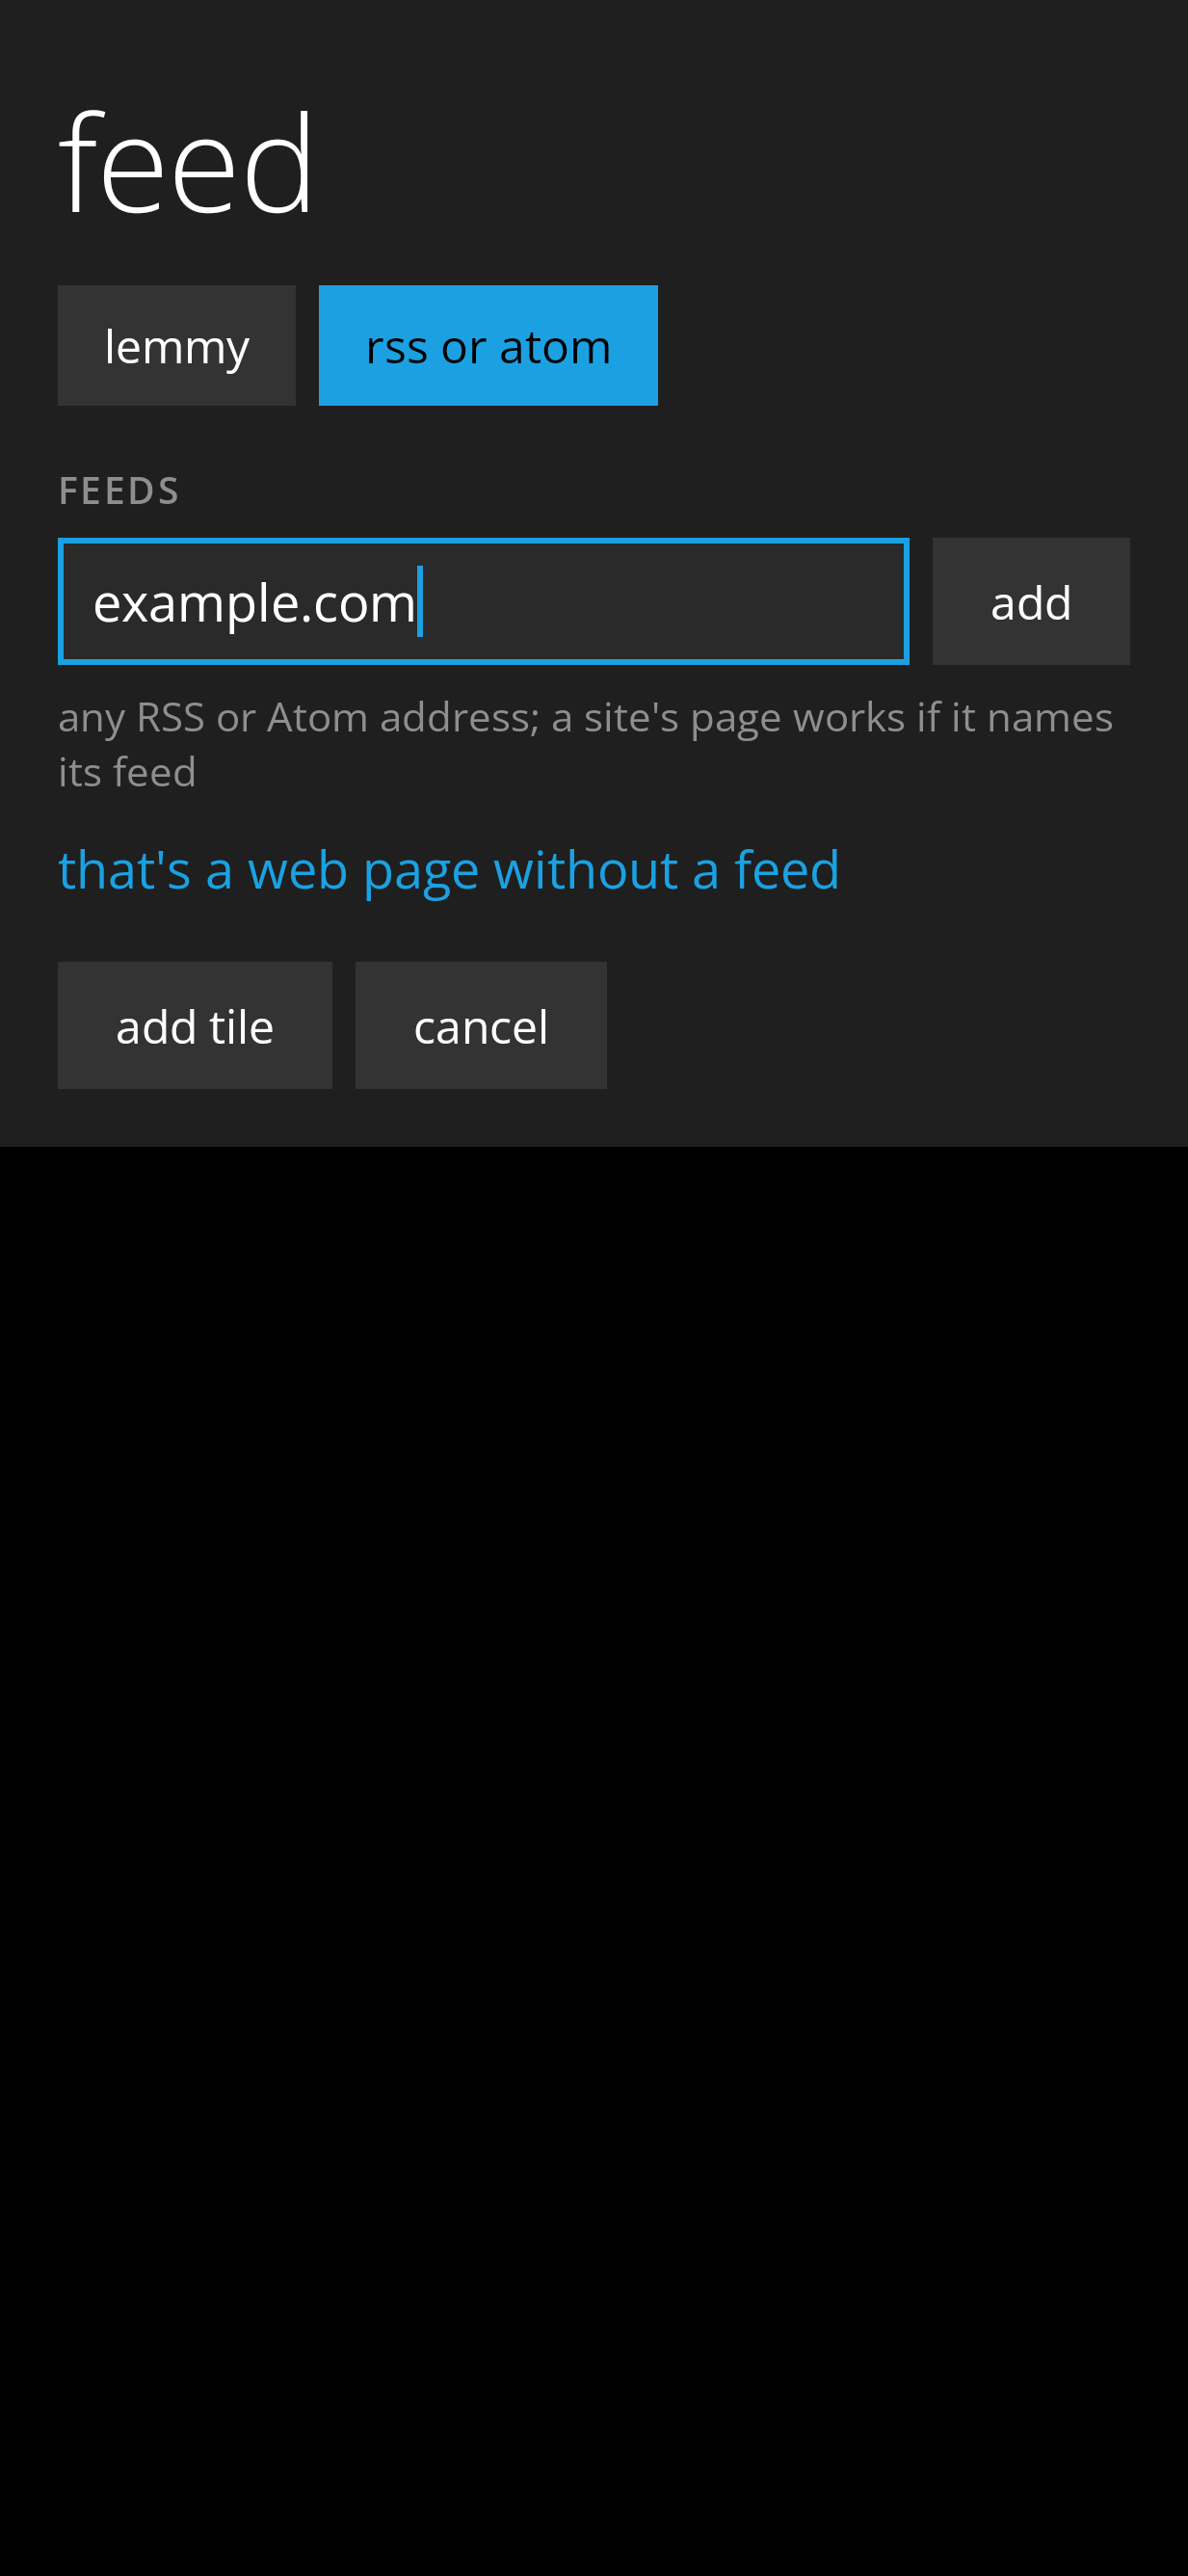 feed
lemmy
rss or atom
FEEDS
example.com
add
any RSS or Atom address; a site's page works if it names
its feed
that's a web page without a feed
add tile
cancel